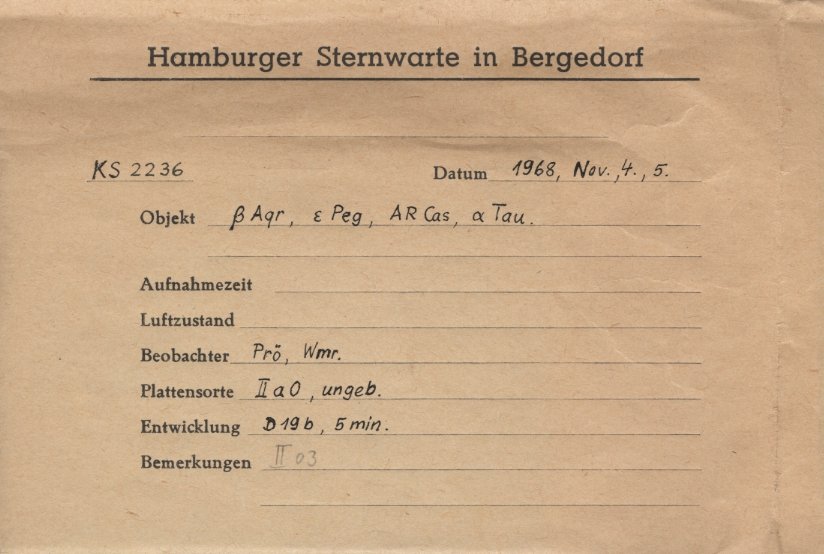 Hamburger Sternwarte in Bergedorf
KS 2236 Datum 1968, Nov., 4., 5.
Objekt β Aqr, ε Peg, AR Cas, α Tau.
Aufnahmezeit
Luftzustand
Beobachter Prö, Wmr.
Plattensorte II a O, ungeb.
Entwicklung D19b, 5 min.
Bemerkungen II 03